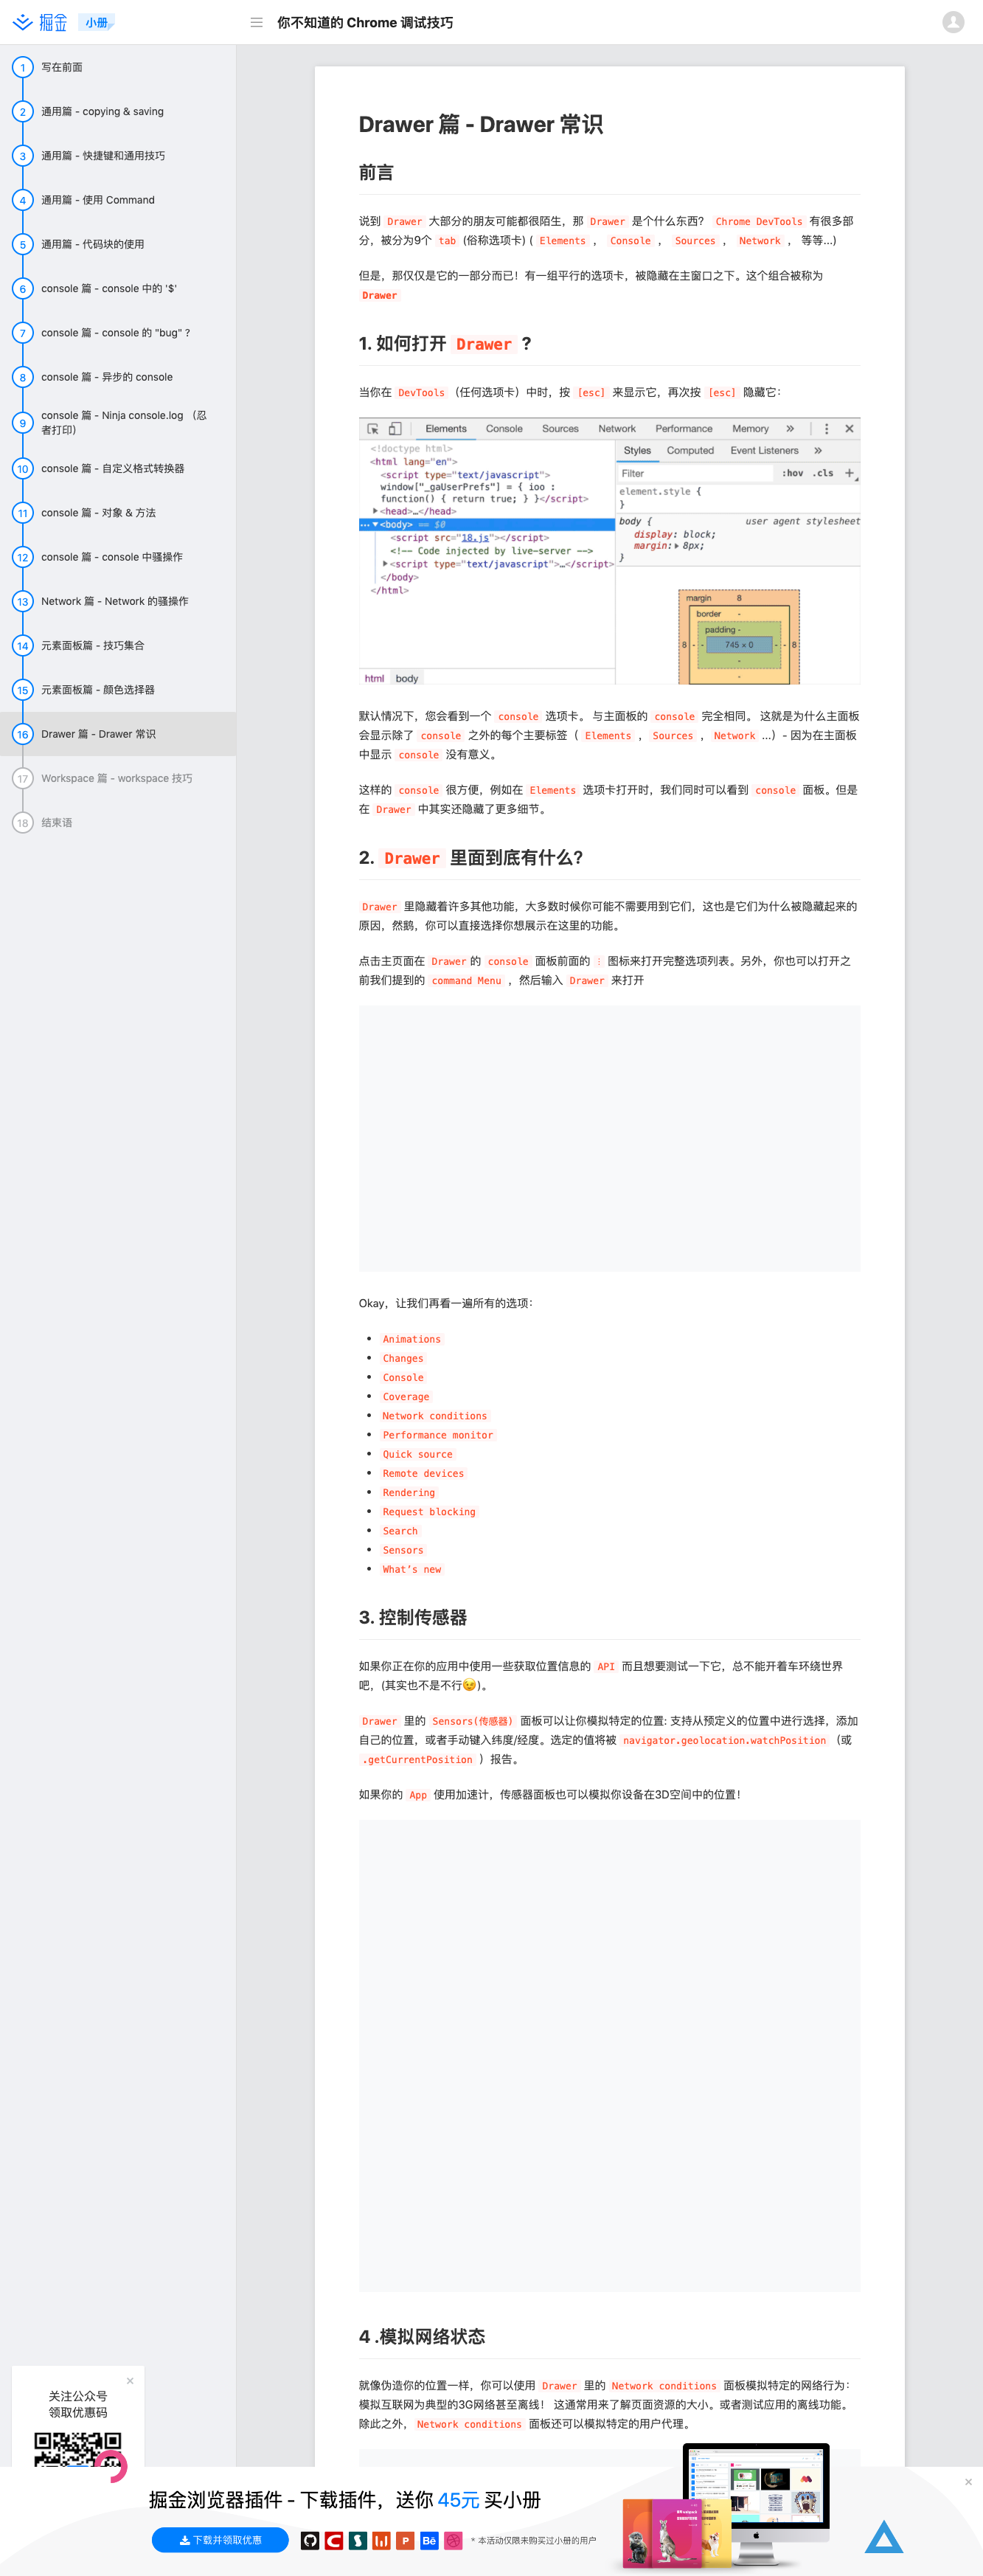 掘金 小册
你不知道的 Chrome 调试技巧
1 写在前面
2 通用篇 - copying & saving
3 通用篇 - 快捷键和通用技巧
4 通用篇 - 使用 Command
5 通用篇 - 代码块的使用
6 console 篇 - console 中的 '$'
7 console 篇 - console 的 "bug" ?
8 console 篇 - 异步的 console
9 console 篇 - Ninja console.log （忍
者打印）
10 console 篇 - 自定义格式转换器
11 console 篇 - 对象 & 方法
12 console 篇 - console 中骚操作
13 Network 篇 - Network 的骚操作
14 元素面板篇 - 技巧集合
15 元素面板篇 - 颜色选择器
16 Drawer 篇 - Drawer 常识
17 Workspace 篇 - workspace 技巧
18 结束语
Drawer 篇 - Drawer 常识
前言
说到 Drawer 大部分的朋友可能都很陌生，那 Drawer 是个什么东西？ Chrome DevTools 有很多部
分，被分为9个 tab (俗称选项卡) ( Elements ， Console ， Sources ， Network ， 等等...)
但是，那仅仅是它的一部分而已！有一组平行的选项卡，被隐藏在主窗口之下。这个组合被称为
Drawer
1. 如何打开 Drawer ?
当你在 DevTools （任何选项卡）中时，按 [esc] 来显示它，再次按 [esc] 隐藏它：
Elements Console Sources Network Performance Memory »
Styles Computed Event Listeners »
Filter :hov .cls +
<!doctype html>
<html lang="en">
<script type="text/javascript">
window["_gaUserPrefs"] = { ioo :
function() { return true; } }</script>
<head>…</head>
<body> == $0
<script src="18.js"></script>
<!-- Code injected by live-server -->
<script type="text/javascript">…</script>
</body>
</html>
element.style {
}
body { user agent stylesheet
display: block;
margin: 8px;
}
margin 8
border -
padding -
8 - - 745 × 0 - - 8
-
-
html body
默认情况下，您会看到一个 console 选项卡。 与主面板的 console 完全相同。 这就是为什么主面板
会显示除了 console 之外的每个主要标签（ Elements ， Sources ， Network ...）- 因为在主面板
中显示 console 没有意义。
这样的 console 很方便，例如在 Elements 选项卡打开时，我们同时可以看到 console 面板。但是
在 Drawer 中其实还隐藏了更多细节。
2. Drawer 里面到底有什么?
Drawer 里隐藏着许多其他功能，大多数时候你可能不需要用到它们，这也是它们为什么被隐藏起来的
原因，然鹅，你可以直接选择你想展示在这里的功能。
点击主页面在 Drawer 的 console 面板前面的 ⋮ 图标来打开完整选项列表。另外，你也可以打开之
前我们提到的 command Menu ，然后输入 Drawer 来打开
Okay，让我们再看一遍所有的选项：
• Animations
• Changes
• Console
• Coverage
• Network conditions
• Performance monitor
• Quick source
• Remote devices
• Rendering
• Request blocking
• Search
• Sensors
• What’s new
3. 控制传感器
如果你正在你的应用中使用一些获取位置信息的 API 而且想要测试一下它，总不能开着车环绕世界
吧，(其实也不是不行😉)。
Drawer 里的 Sensors(传感器) 面板可以让你模拟特定的位置: 支持从预定义的位置中进行选择，添加
自己的位置，或者手动键入纬度/经度。选定的值将被 navigator.geolocation.watchPosition （或
.getCurrentPosition ）报告。
如果你的 App 使用加速计，传感器面板也可以模拟你设备在3D空间中的位置！
4 .模拟网络状态
就像伪造你的位置一样，你可以使用 Drawer 里的 Network conditions 面板模拟特定的网络行为：
模拟互联网为典型的3G网络甚至离线！ 这通常用来了解页面资源的大小。或者测试应用的离线功能。
除此之外， Network conditions 面板还可以模拟特定的用户代理。
关注公众号
领取优惠码
掘金浏览器插件 - 下载插件，送你 45元 买小册
下载并领取优惠
P Bē
* 本活动仅限未购买过小册的用户